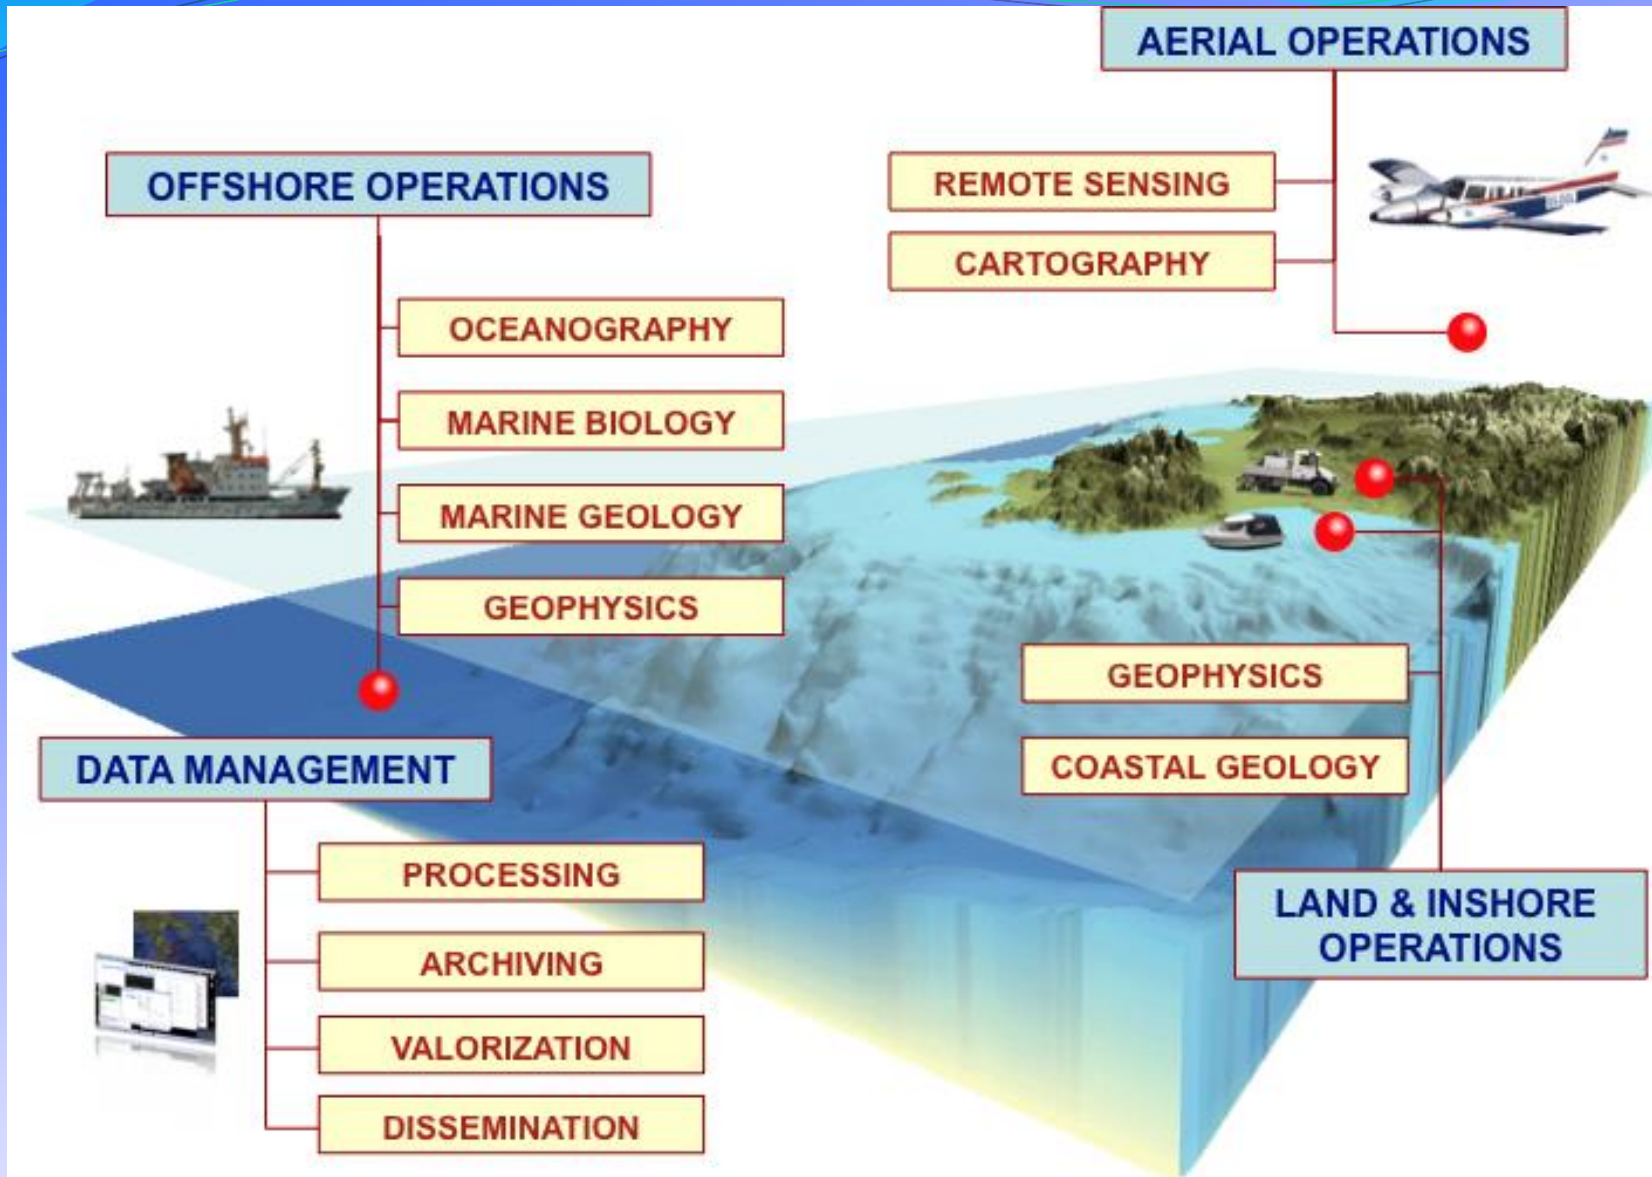 AERIAL OPERATIONS
REMOTE SENSING
CARTOGRAPHY
OFFSHORE OPERATIONS
OCEANOGRAPHY
MARINE BIOLOGY
MARINE GEOLOGY
GEOPHYSICS
DATA MANAGEMENT
PROCESSING
ARCHIVING
VALORIZATION
DISSEMINATION
GEOPHYSICS
COASTAL GEOLOGY
LAND & INSHORE
OPERATIONS